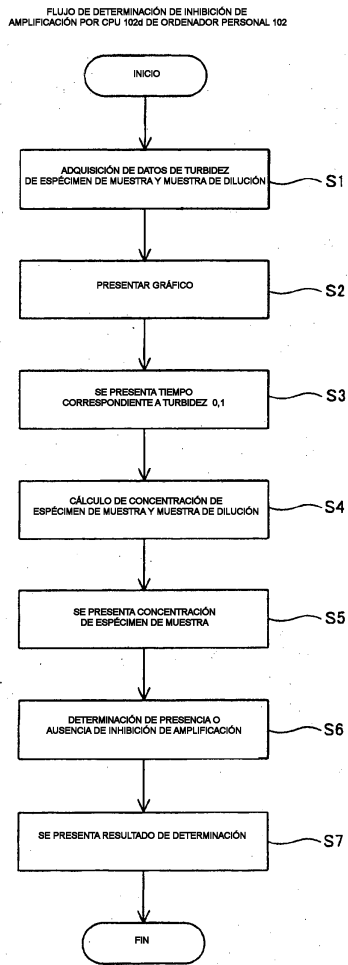 FLUJO DE DETERMINACIÓN DE INHIBICIÓN DE
AMPLIFICACIÓN POR CPU 102d DE ORDENADOR PERSONAL 102
INICIO
ADQUISICIÓN DE DATOS DE TURBIDEZ
DE ESPÉCIMEN DE MUESTRA Y MUESTRA DE DILUCIÓN
S1
PRESENTAR GRÁFICO
S2
SE PRESENTA TIEMPO
CORRESPONDIENTE A TURBIDEZ 0,1
S3
CÁLCULO DE CONCENTRACIÓN DE
ESPÉCIMEN DE MUESTRA Y MUESTRA DE DILUCIÓN
S4
SE PRESENTA CONCENTRACIÓN
DE ESPÉCIMEN DE MUESTRA
S5
DETERMINACIÓN DE PRESENCIA O
AUSENCIA DE INHIBICIÓN DE AMPLIFICACIÓN
S6
SE PRESENTA RESULTADO DE DETERMINACIÓN
S7
FIN